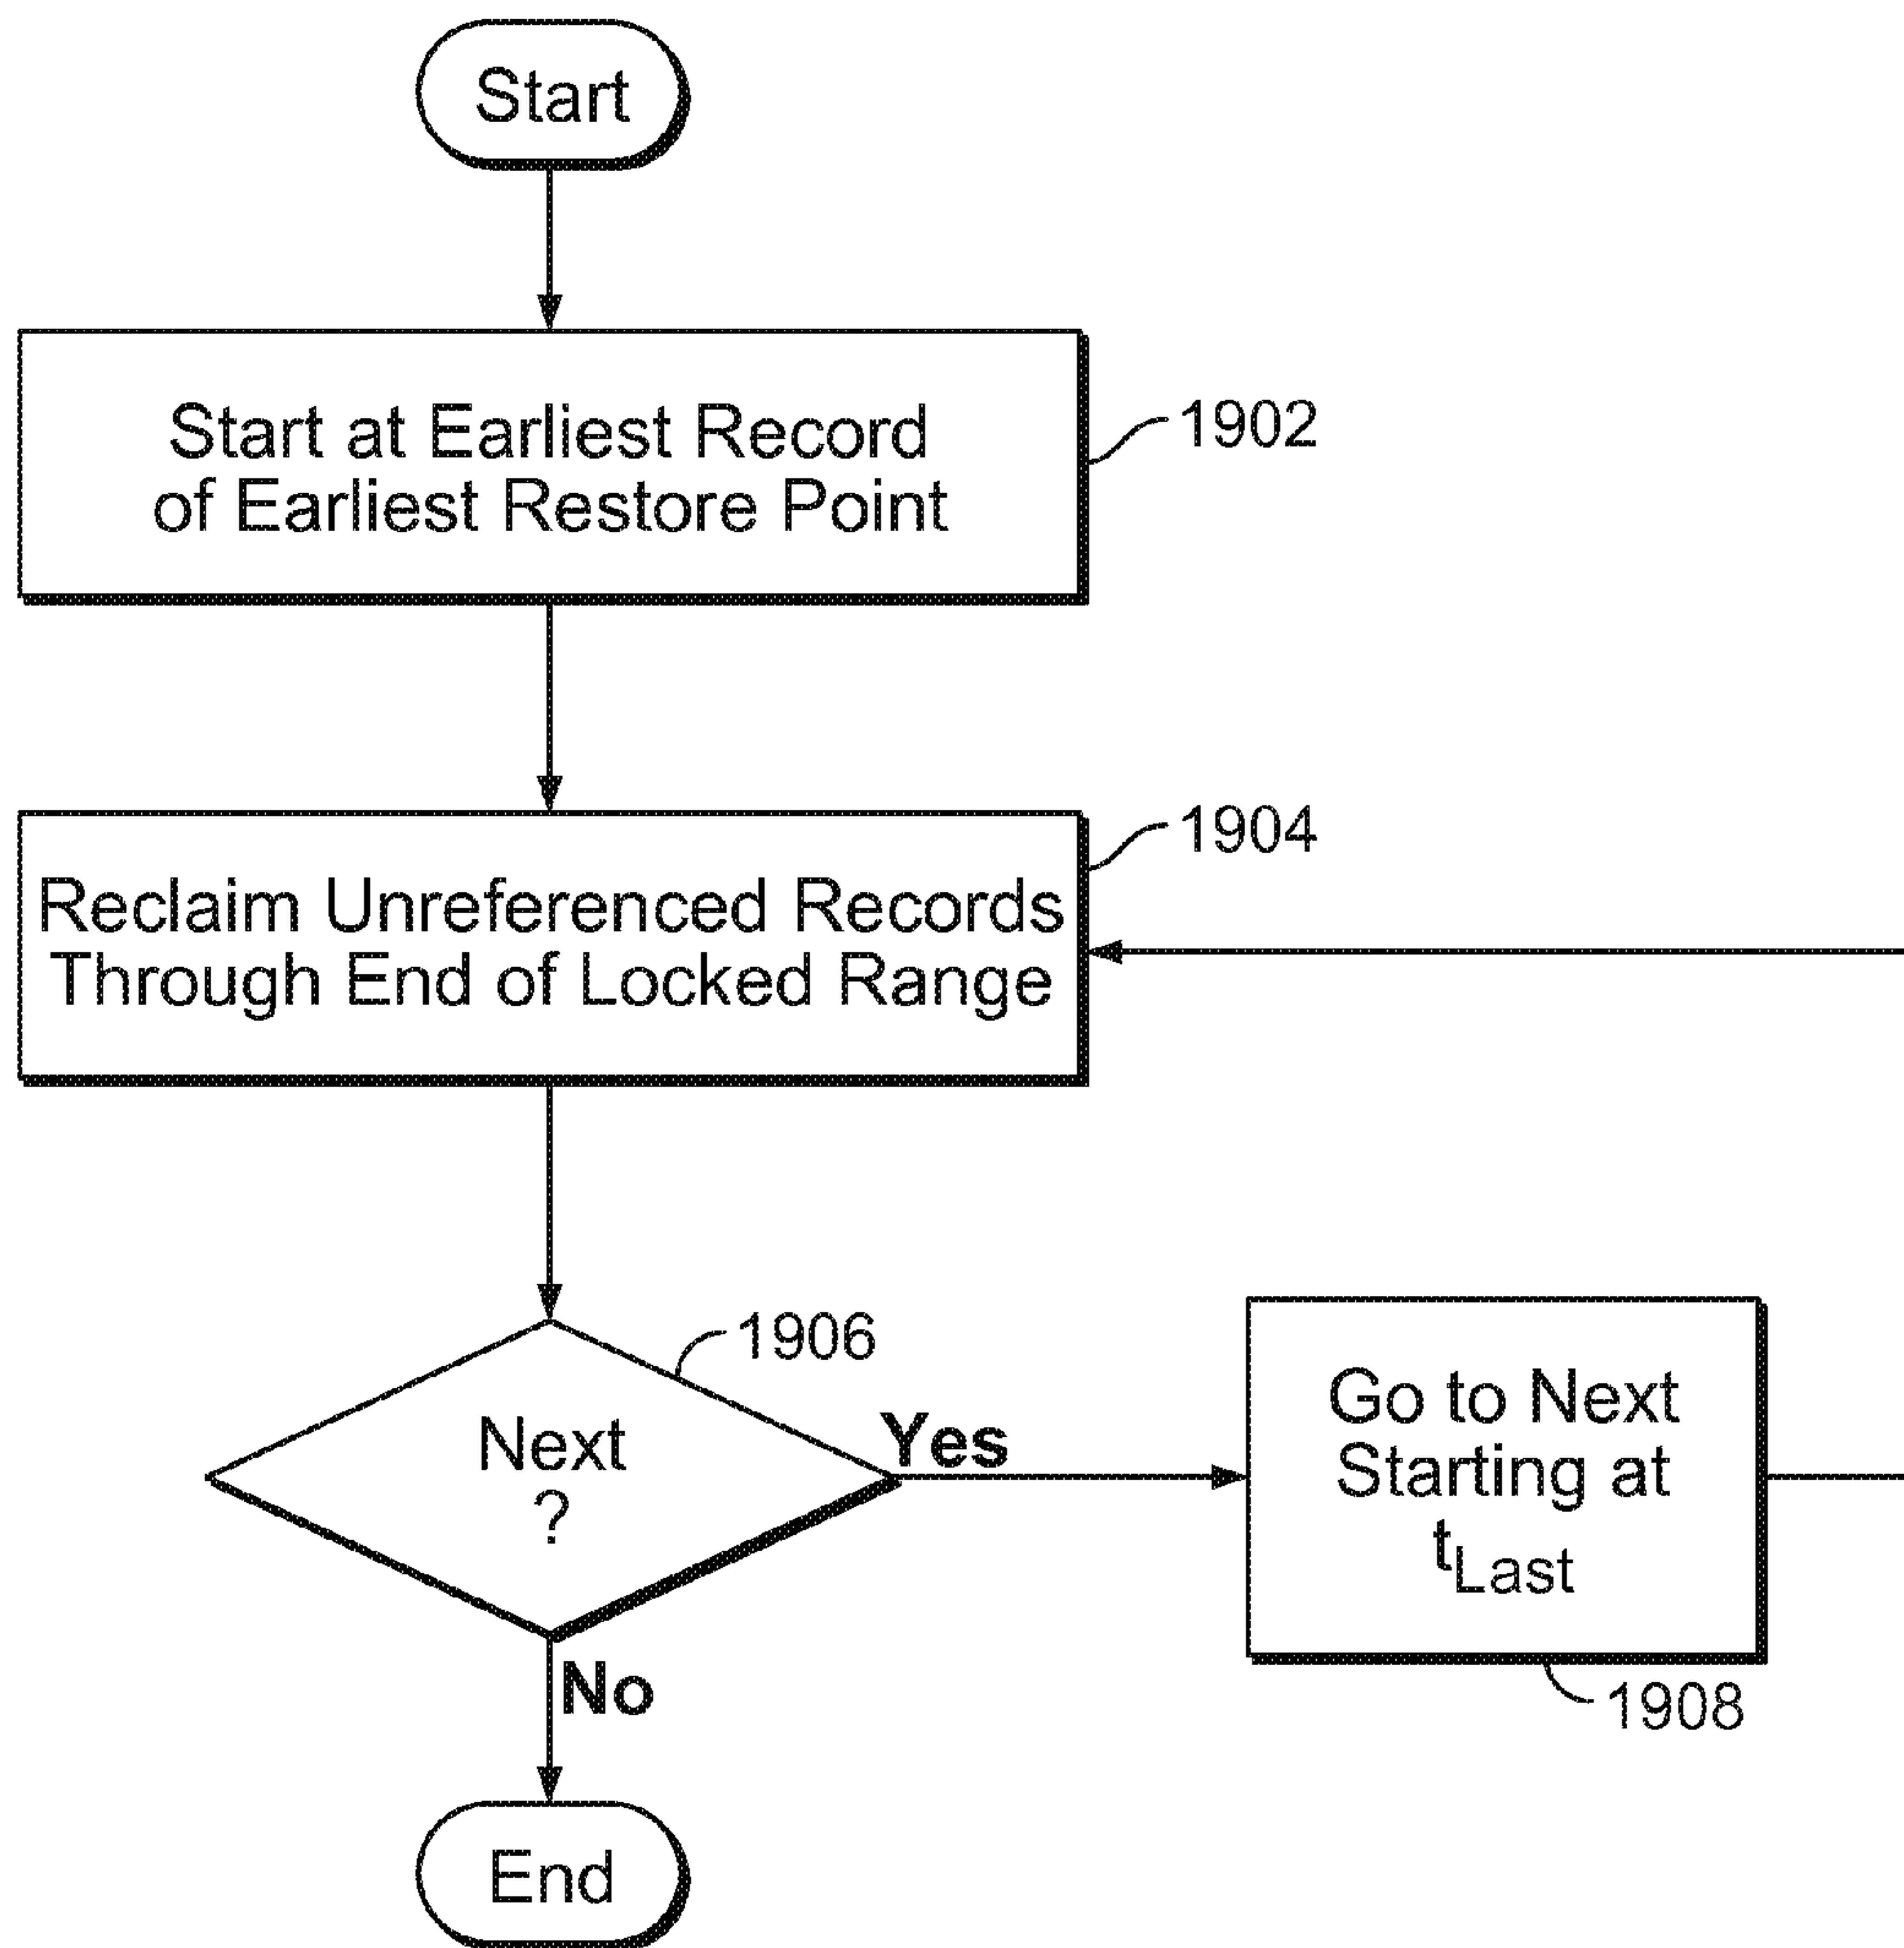 Start
Start at Earliest Record
of Earliest Restore Point
1902
Reclaim Unreferenced Records
Through End of Locked Range
1904
Next
?
1906
Yes
Go to Next
Starting at
tLast
1908
No
End